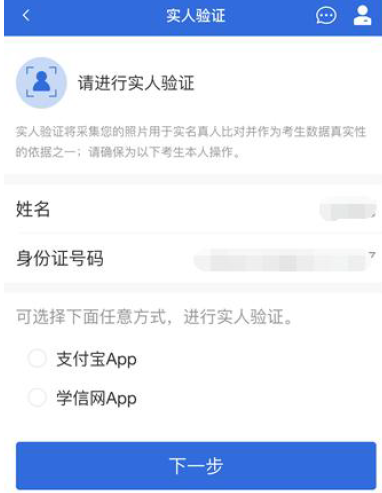 实人验证
请进行实人验证
实人验证将采集您的照片用于实名真人比对并作为考生数据真实性
的依据之一；请确保为以下考生本人操作。
姓名
身份证号码
7
可选择下面任意方式，进行实人验证。
支付宝App
学信网App
下一步